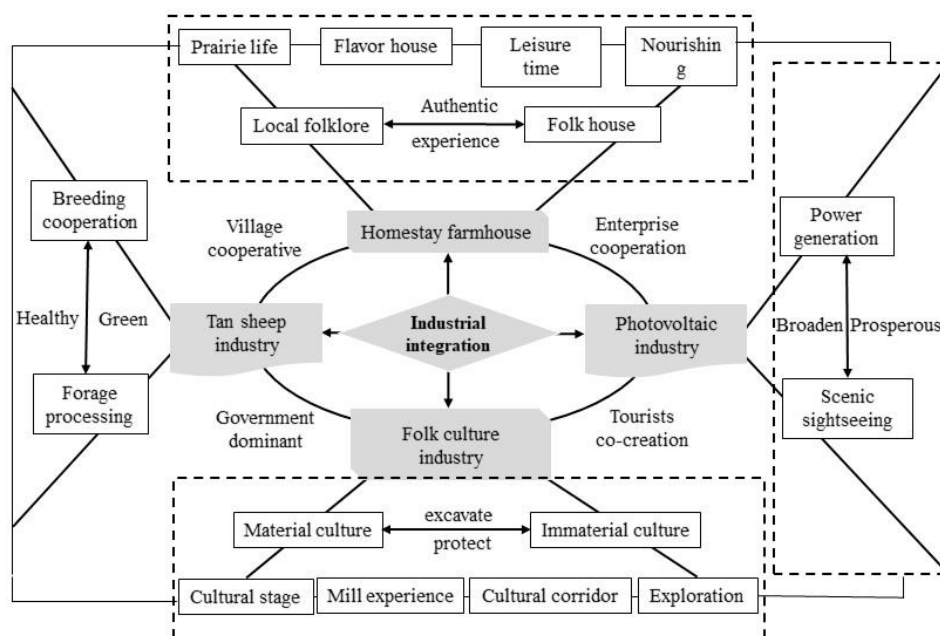 Prairie life
Flavor house
Leisure
time
Nourishin
g
Local folklore
Authentic
experience
Folk house
Breeding
cooperation
Village
cooperative
Homestay farmhouse
Enterprise
cooperation
Power
generation
Healthy
Green
Tan sheep
industry
Industrial
integration
Photovoltaic
industry
Broaden
Prosperous
Forage
processing
Government
dominant
Folk culture
industry
Tourists
co-creation
Scenic
sightseeing
Material culture
excavate
protect
Immaterial culture
Cultural stage
Mill experience
Cultural corridor
Exploration